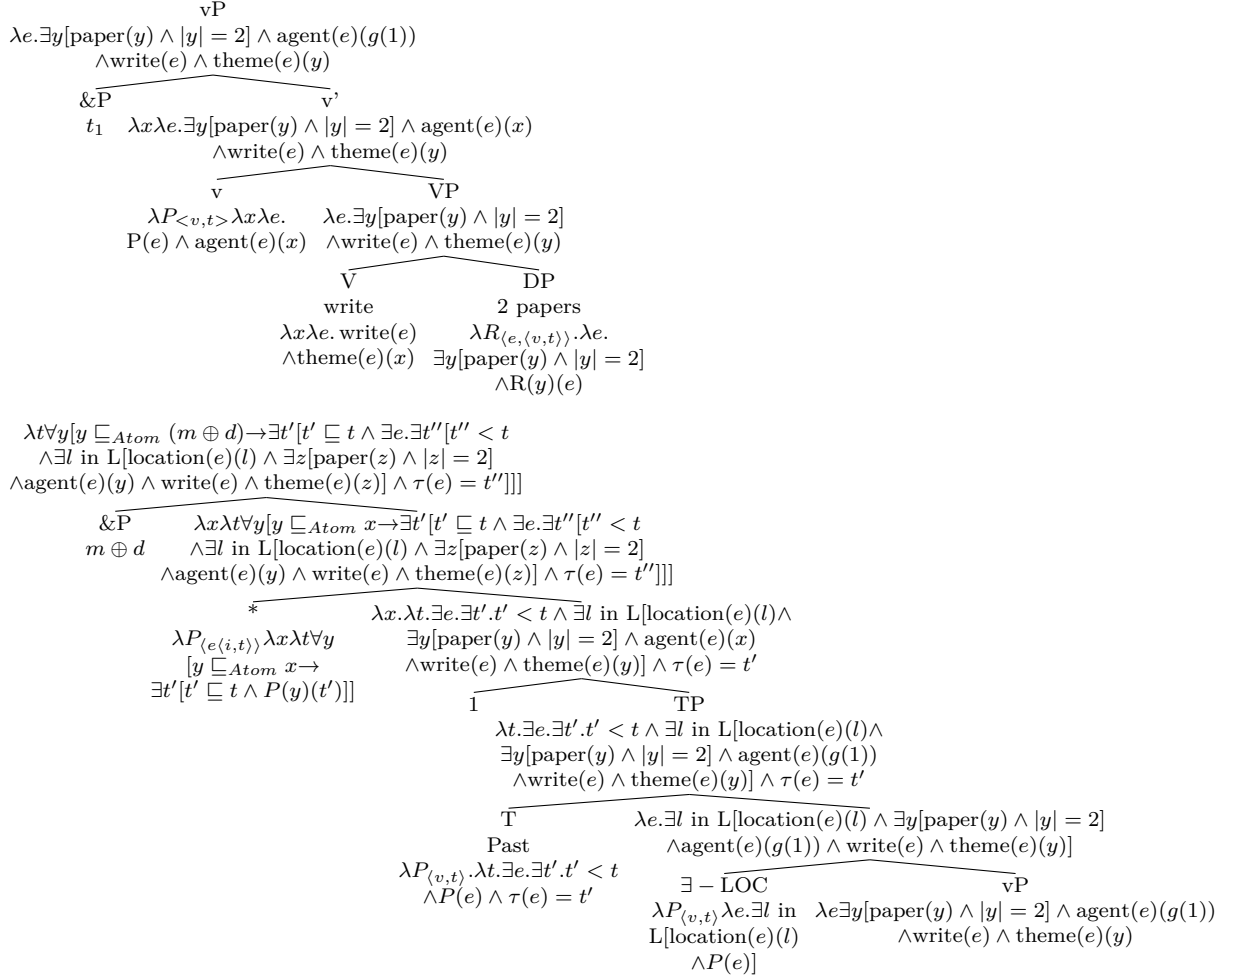 vP
λe.∃y[paper(y) ∧ |y| = 2] ∧ agent(e)(g(1))
∧write(e) ∧ theme(e)(y)
&P v'
t₁ λxλe.∃y[paper(y) ∧ |y| = 2] ∧ agent(e)(x)
∧write(e) ∧ theme(e)(y)
v VP
λP<v,t>λxλe. λe.∃y[paper(y) ∧ |y| = 2]
P(e) ∧ agent(e)(x) ∧write(e) ∧ theme(e)(y)
V DP
write 2 papers
λxλe. write(e) λR⟨e,⟨v,t⟩⟩.λe.
∧theme(e)(x) ∃y[paper(y) ∧ |y| = 2]
∧R(y)(e)
λt∀y[y ⊑Atom (m ⊕ d)→∃t′[t′ ⊑ t ∧ ∃e.∃t′′[t′′ < t
∧∃l in L[location(e)(l) ∧ ∃z[paper(z) ∧ |z| = 2]
∧agent(e)(y) ∧ write(e) ∧ theme(e)(z)] ∧ τ(e) = t′′]]]
&P λxλt∀y[y ⊑Atom x→∃t′[t′ ⊑ t ∧ ∃e.∃t′′[t′′ < t
m ⊕ d ∧∃l in L[location(e)(l) ∧ ∃z[paper(z) ∧ |z| = 2]
∧agent(e)(y) ∧ write(e) ∧ theme(e)(z)] ∧ τ(e) = t′′]]]
* λx.λt.∃e.∃t′.t′ < t ∧ ∃l in L[location(e)(l)∧
λP⟨e⟨i,t⟩⟩λxλt∀y ∃y[paper(y) ∧ |y| = 2] ∧ agent(e)(x)
[y ⊑Atom x→ ∧write(e) ∧ theme(e)(y)] ∧ τ(e) = t′
∃t′[t′ ⊑ t ∧ P(y)(t′)]]
1 TP
λt.∃e.∃t′.t′ < t ∧ ∃l in L[location(e)(l)∧
∃y[paper(y) ∧ |y| = 2] ∧ agent(e)(g(1))
∧write(e) ∧ theme(e)(y)] ∧ τ(e) = t′
T λe.∃l in L[location(e)(l) ∧ ∃y[paper(y) ∧ |y| = 2]
Past ∧agent(e)(g(1)) ∧ write(e) ∧ theme(e)(y)]
λP⟨v,t⟩.λt.∃e.∃t′.t′ < t
∧P(e) ∧ τ(e) = t′
∃ − LOC vP
λP⟨v,t⟩λe.∃l in λe∃y[paper(y) ∧ |y| = 2] ∧ agent(e)(g(1))
L[location(e)(l) ∧write(e) ∧ theme(e)(y)
∧P(e)]